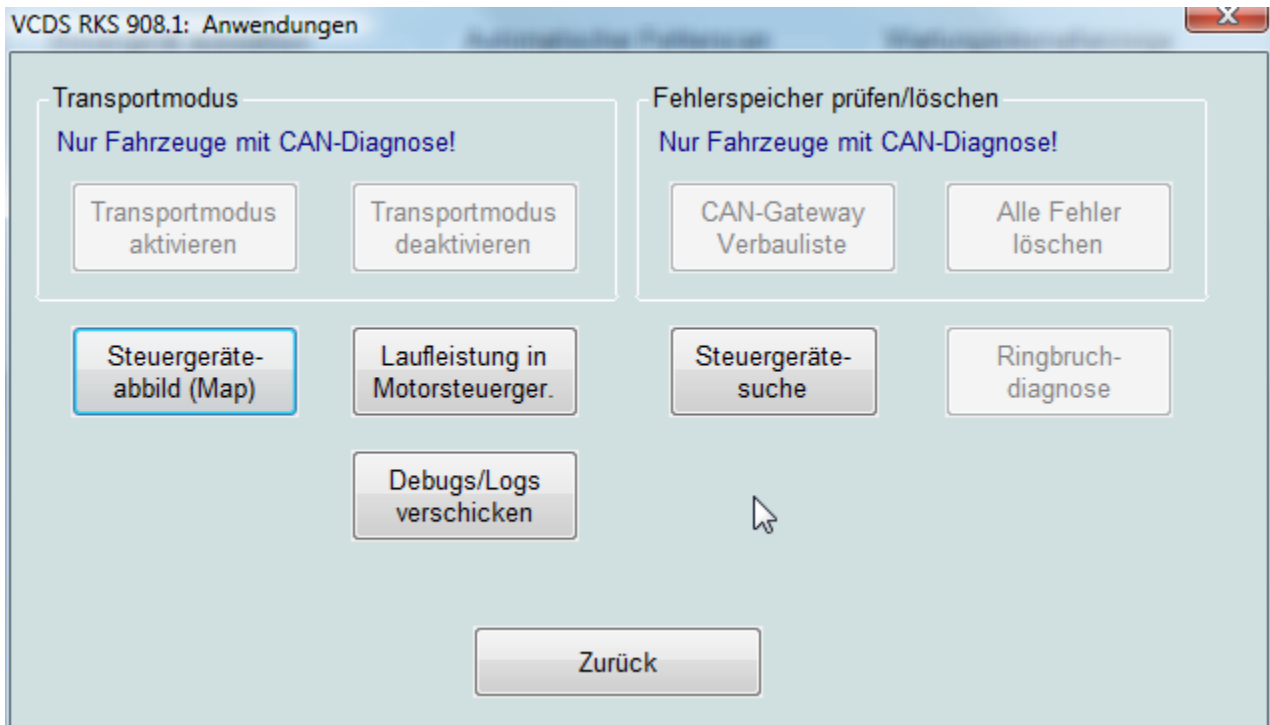 VCDS RKS 908.1: Anwendungen
Transportmodus
Nur Fahrzeuge mit CAN-Diagnose!
Transportmodus
aktivieren
Transportmodus
deaktivieren
Fehlerspeicher prüfen/löschen
Nur Fahrzeuge mit CAN-Diagnose!
CAN-Gateway
Verbauliste
Alle Fehler
löschen
Steuergeräte-
abbild (Map)
Laufleistung in
Motorsteuerger.
Steuergeräte-
suche
Ringbruch-
diagnose
Debugs/Logs
verschicken
Zurück